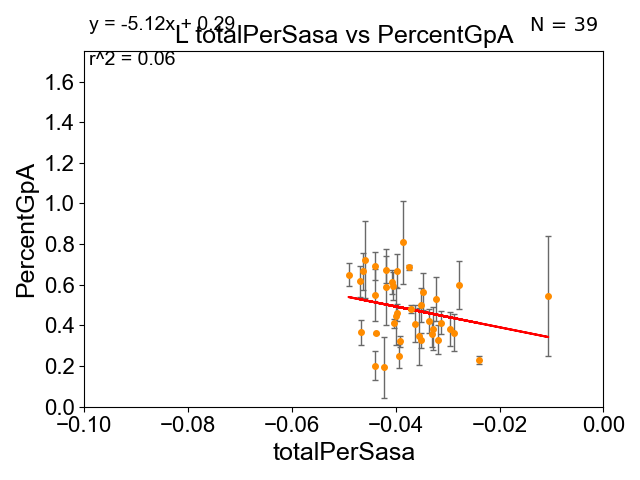 y = -5.12x + 0.29
N = 39
L totalPerSasa vs PercentGpA
r^2 = 0.06
PercentGpA
1.6
1.4
1.2
1.0
0.8
0.6
0.4
0.2
0.0
−0.10
−0.08
−0.06
−0.04
−0.02
0.00
totalPerSasa